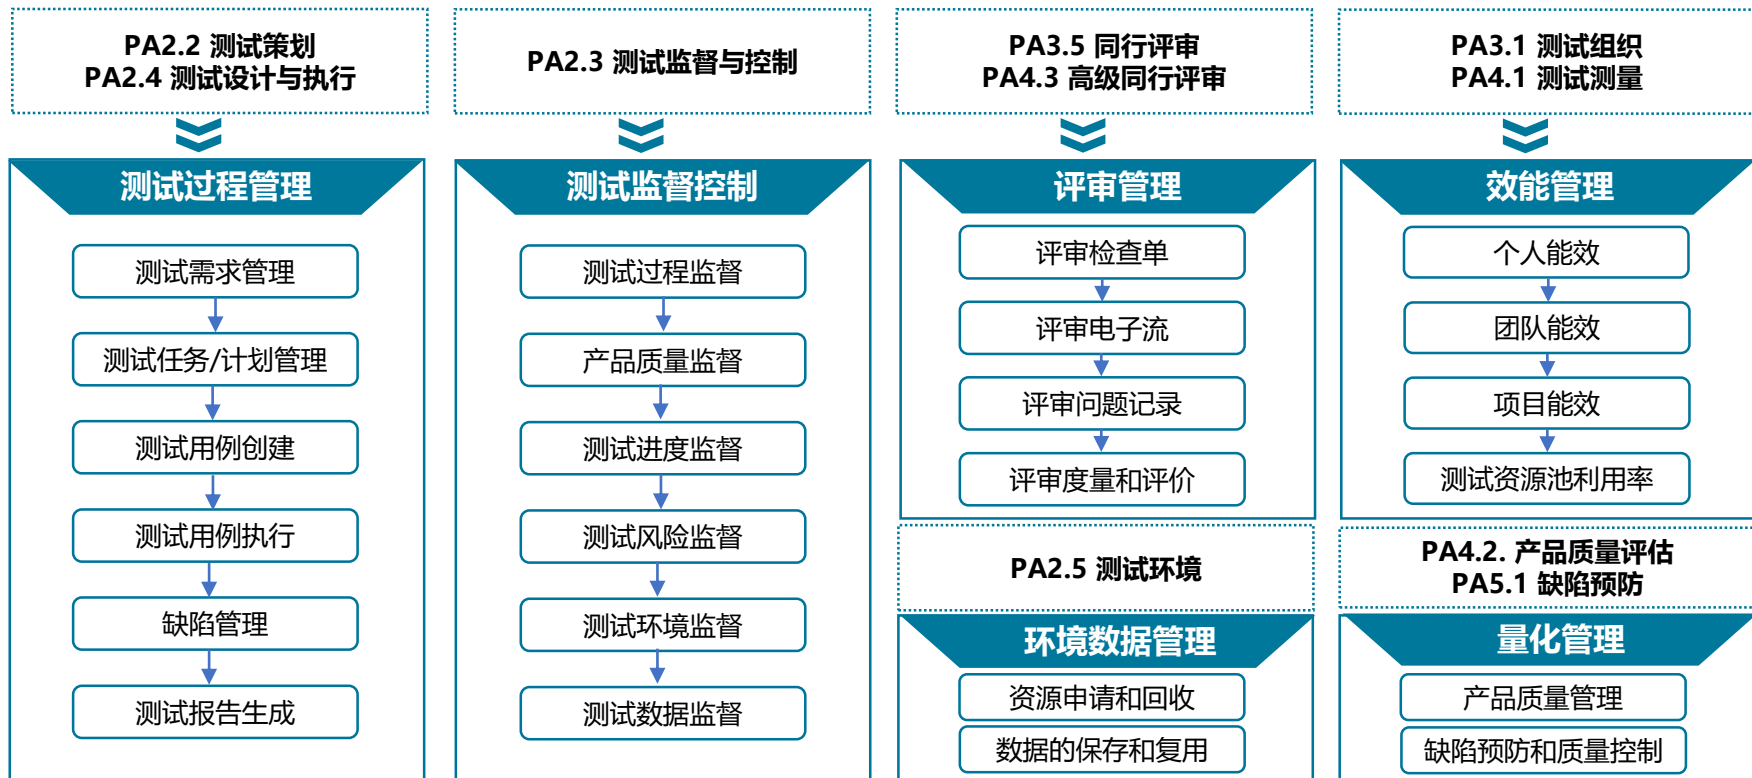 PA2.2 测试策划
PA2.4 测试设计与执行
测试过程管理
测试需求管理
测试任务/计划管理
测试用例创建
测试用例执行
缺陷管理
测试报告生成
PA2.3 测试监督与控制
测试监督控制
测试过程监督
产品质量监督
测试进度监督
测试风险监督
测试环境监督
测试数据监督
PA3.5 同行评审
PA4.3 高级同行评审
评审管理
评审检查单
评审电子流
评审问题记录
评审度量和评价
PA2.5 测试环境
环境数据管理
资源申请和回收
数据的保存和复用
PA3.1 测试组织
PA4.1 测试测量
效能管理
个人能效
团队能效
项目能效
测试资源池利用率
PA4.2. 产品质量评估
PA5.1 缺陷预防
量化管理
产品质量管理
缺陷预防和质量控制